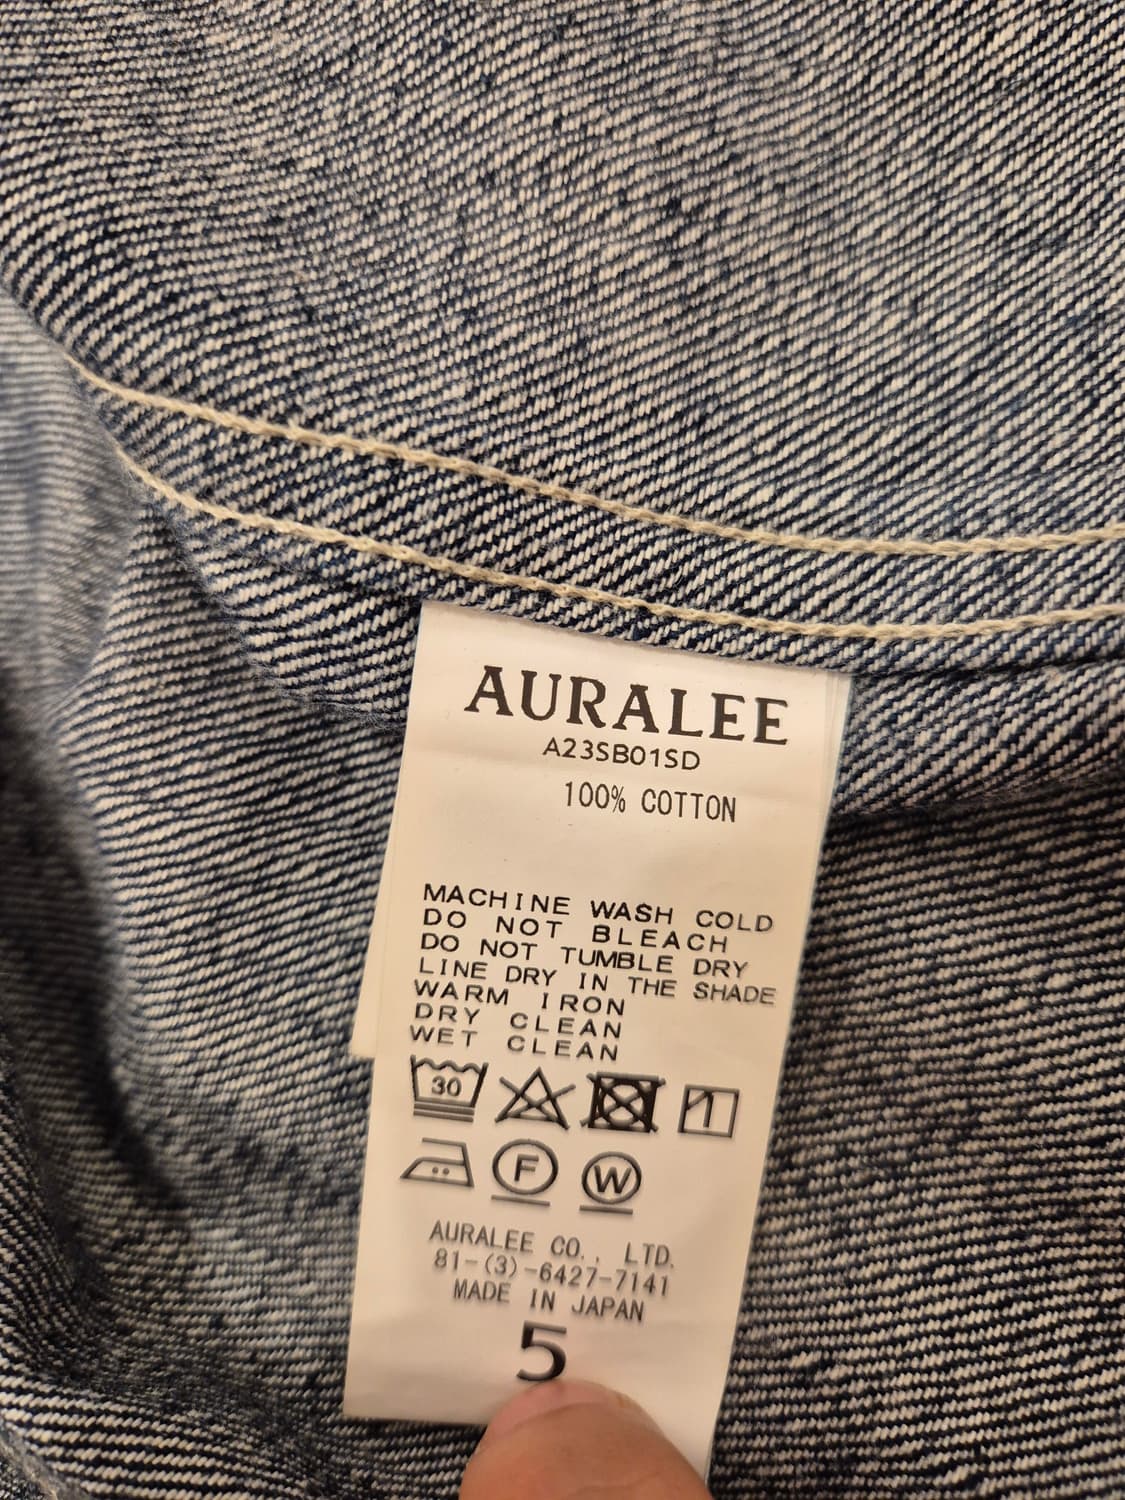 AURALEE
A23SB01SD
100% COTTON
MACHINE WASH COLD
DO NOT BLEACH
DO NOT TUMBLE DRY
LINE DRY IN THE SHADE
WARM IRON
DRY CLEAN
WET CLEAN
30
F W
AURALEE CO., LTD.
81-(3)-6427-7141
MADE IN JAPAN
5